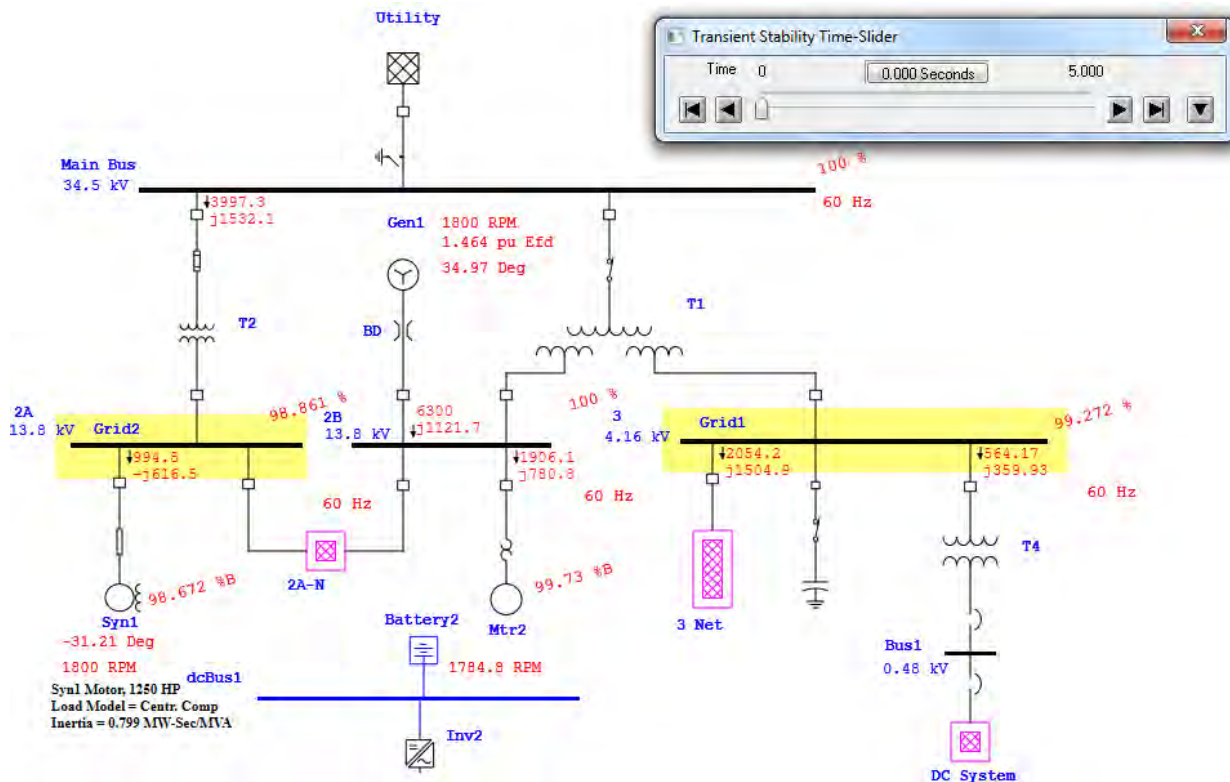 Utility
Transient Stability Time-Slider
Time 0 0.000 Seconds 5.000
Main Bus
34.5 kV
100 %
60 Hz
3997.3
j1532.1
Gen1
1800 RPM
1.464 pu Efd
34.97 Deg
T2
BD
T1
2A
13.8 kV
Grid2
98.861 %
2B
13.8 kV
6300
j1121.7
100 %
3
4.16 kV
Grid1
99.272 %
994.8
-j616.5
1906.1
j780.8
2054.2
j1504.9
564.17
j359.93
60 Hz
60 Hz
60 Hz
T4
2A-N
98.672 %B
Syn1
-31.21 Deg
1800 RPM
Syn1 Motor, 1250 HP
Load Model = Centr. Comp
Inertia = 0.799 MW-Sec/MVA
99.73 %B
Mtr2
1784.8 RPM
Battery2
dcBus1
Inv2
3 Net
Bus1
0.48 kV
DC System